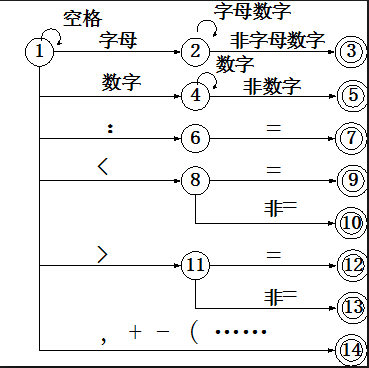 空格 字母数字
1 字母 2 非字母数字 3
数字
数字 4 非数字 5
: 6 = 7
< 8 = 9
非= 10
> 11 = 12
非= 13
, + - ( …… 14